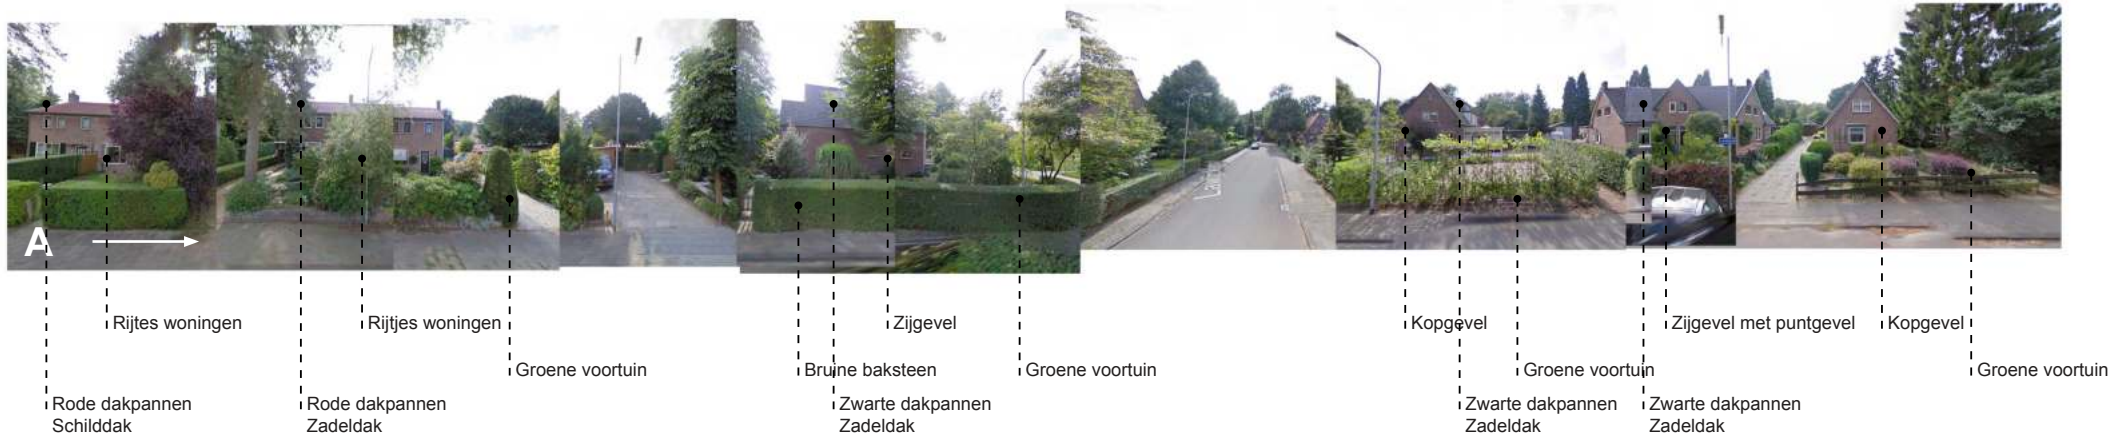 A
Rijtes woningen
Rijtjes woningen
Zijgevel
Kopgevel
Zijgevel met puntgevel
Kopgevel
Groene voortuin
Bruine baksteen
Groene voortuin
Groene voortuin
Groene voortuin
Rode dakpannen
Schilddak
Rode dakpannen
Zadeldak
Zwarte dakpannen
Zadeldak
Zwarte dakpannen
Zadeldak
Zwarte dakpannen
Zadeldak